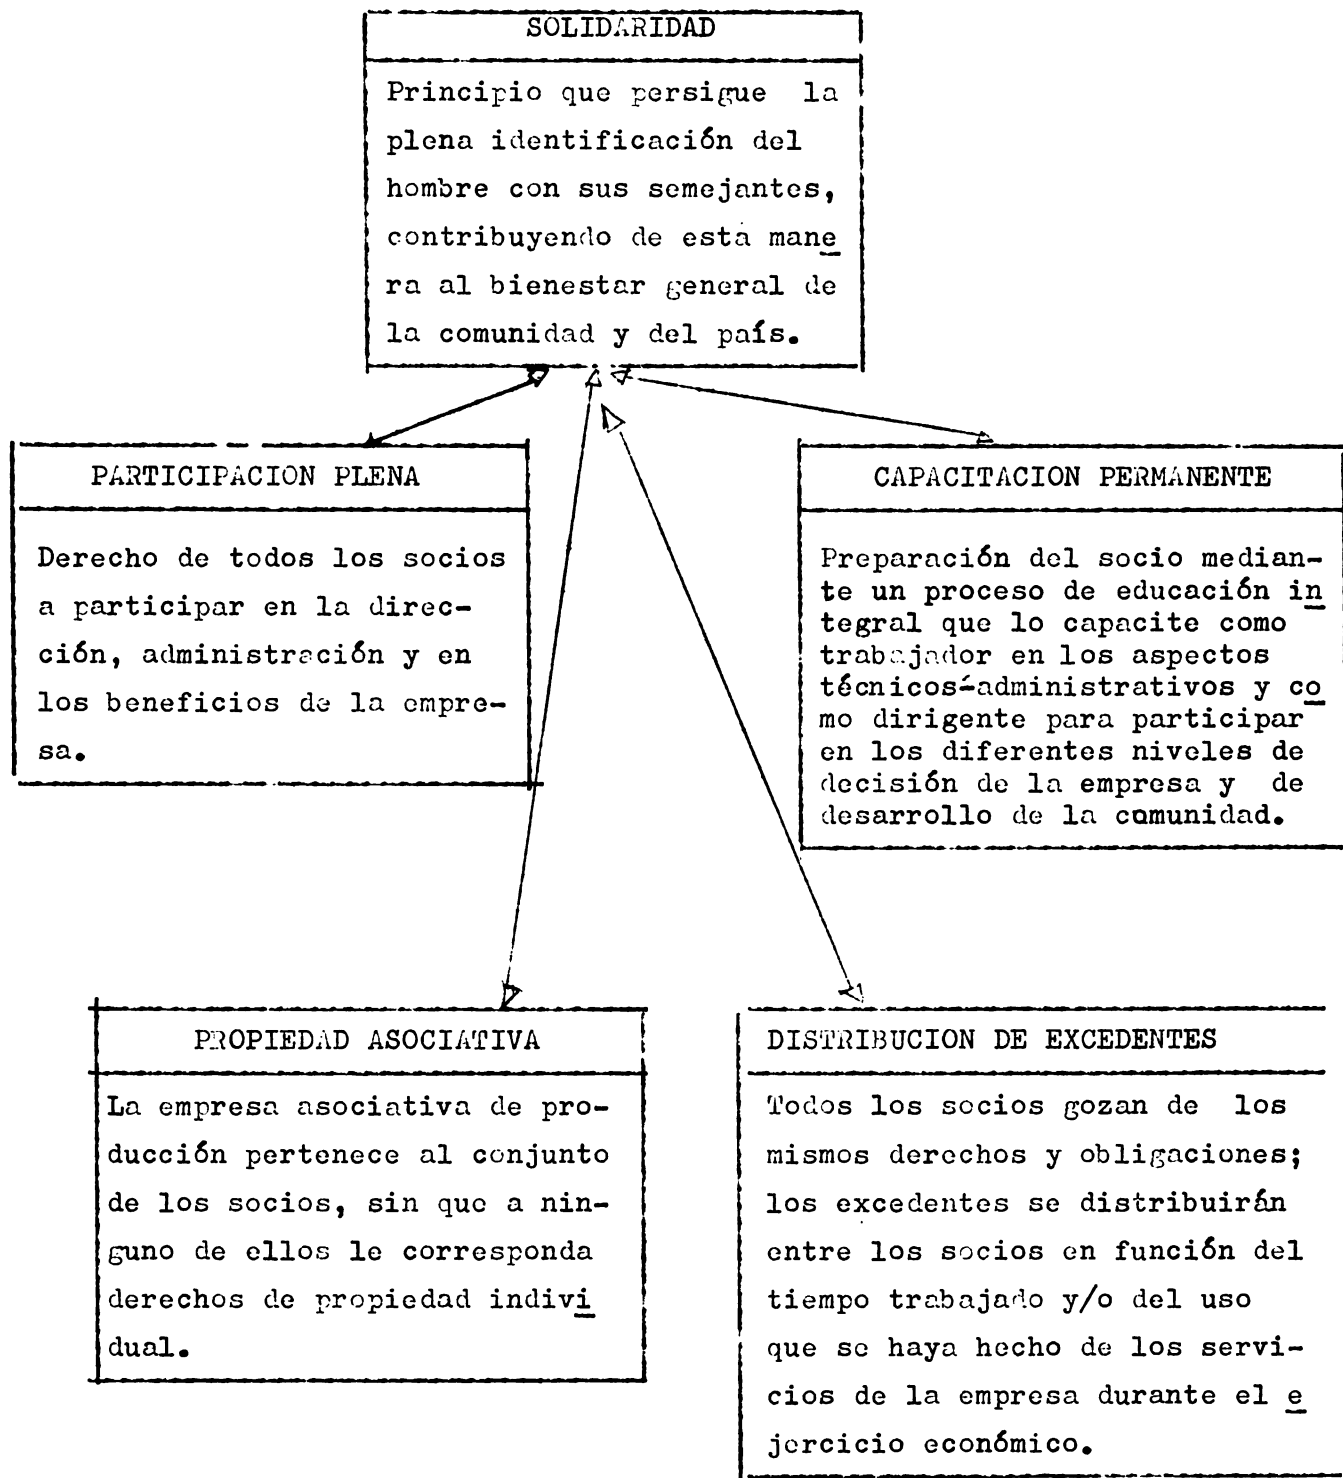 SOLIDARIDAD
Principio que persigue la
plena identificación del
hombre con sus semejantes,
contribuyendo de esta mane
ra al bienestar general de
la comunidad y del país.
PARTICIPACION PLENA
Derecho de todos los socios
a participar en la direc-
ción, administración y en
los beneficios de la empre-
sa.
CAPACITACION PERMANENTE
Preparación del socio median-
te un proceso de educación in
tegral que lo capacite como
trabajador en los aspectos
técnicos-administrativos y co
mo dirigente para participar
en los diferentes niveles de
decisión de la empresa y de
desarrollo de la comunidad.
PROPIEDAD ASOCIATIVA
La empresa asociativa de pro-
ducción pertenece al conjunto
de los socios, sin que a nin-
guno de ellos le corresponda
derechos de propiedad indivi
dual.
DISTRIBUCION DE EXCEDENTES
Todos los socios gozan de los
mismos derechos y obligaciones;
los excedentes se distribuirán
entre los socios en función del
tiempo trabajado y/o del uso
que se haya hecho de los servi-
cios de la empresa durante el e
jercicio económico.